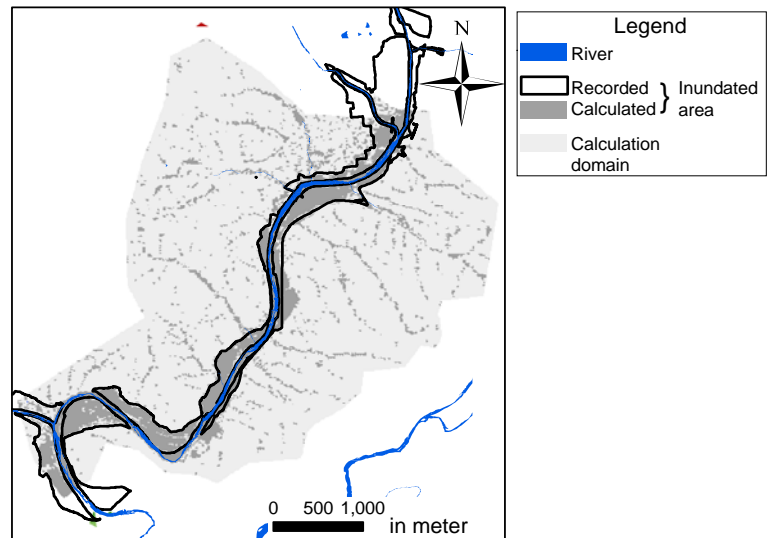 N
0 500 1,000
in meter
Legend
River
Recorded } Inundated
Calculated area
Calculation
domain